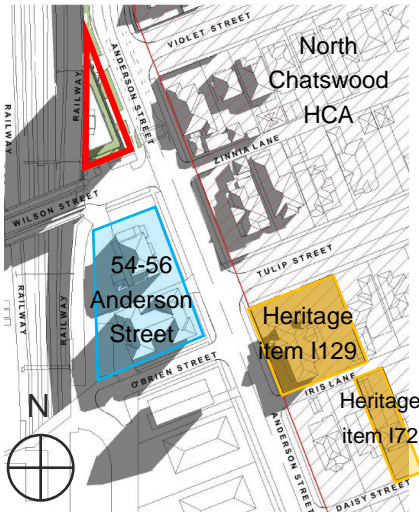 VIOLET STREET
ANDERSON STREET
North
Chatswood
HCA
RAILWAY
RAILWAY
ZINNIA LANE
WILSON STREET
54-56
Anderson
Street
TULIP STREET
RAILWAY
RAILWAY
Heritage
item I129
O'BRIEN STREET
IRIS LANE
N
Heritage
item I72
ANDERSON STREET
DAISY STREET